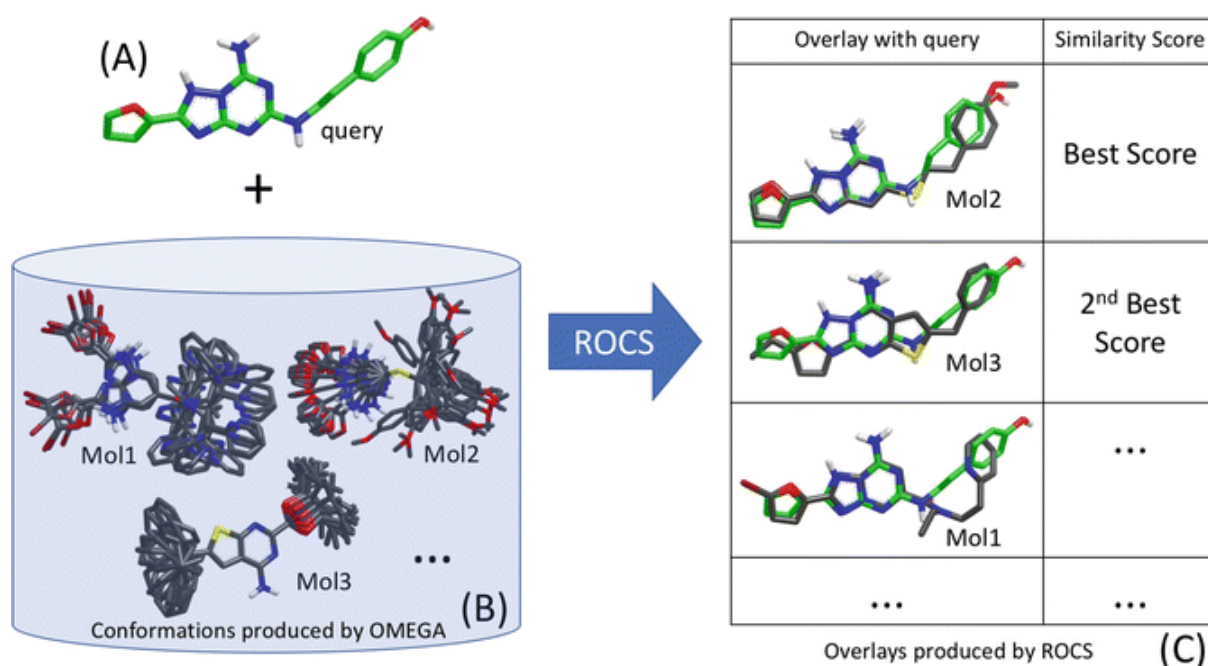 (A)
query
+
Mol1
Mol2
Mol3
...
(B)
Conformations produced by OMEGA
ROCS
Overlay with query
Similarity Score
Mol2
Best Score
Mol3
2nd Best
Score
Mol1
...
...
...
Overlays produced by ROCS
(C)